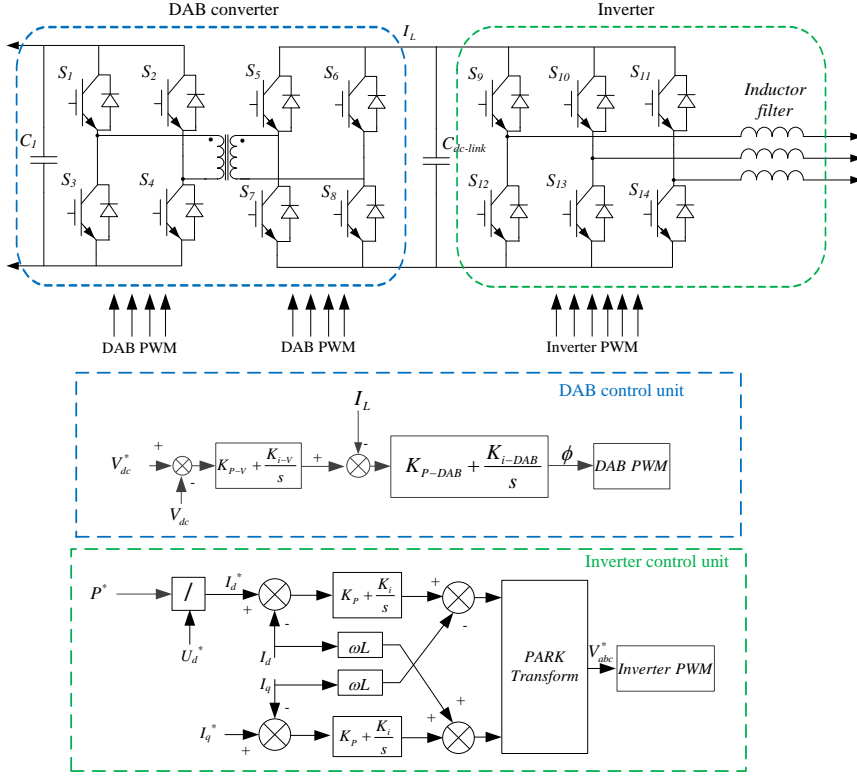 DAB converter
Inverter
I_L
S_1
S_2
S_5
S_6
S_9
S_10
S_11
Inductor
filter
C_1
C_dc-link
S_3
S_4
S_7
S_8
S_12
S_13
S_14
DAB PWM
DAB PWM
Inverter PWM
DAB control unit
I_L
-
+
V_dc^*
K_P-V + K_i-V/s
+
K_P-DAB + K_i-DAB/s
ϕ
DAB PWM
-
V_dc
Inverter control unit
P^*
/
I_d^*
+
-
K_P + K_i/s
+
-
U_d^*
I_d
ωL
PARK
Transform
V_abc^*
Inverter PWM
I_q
ωL
-
+
+
I_q^*
+
K_P + K_i/s